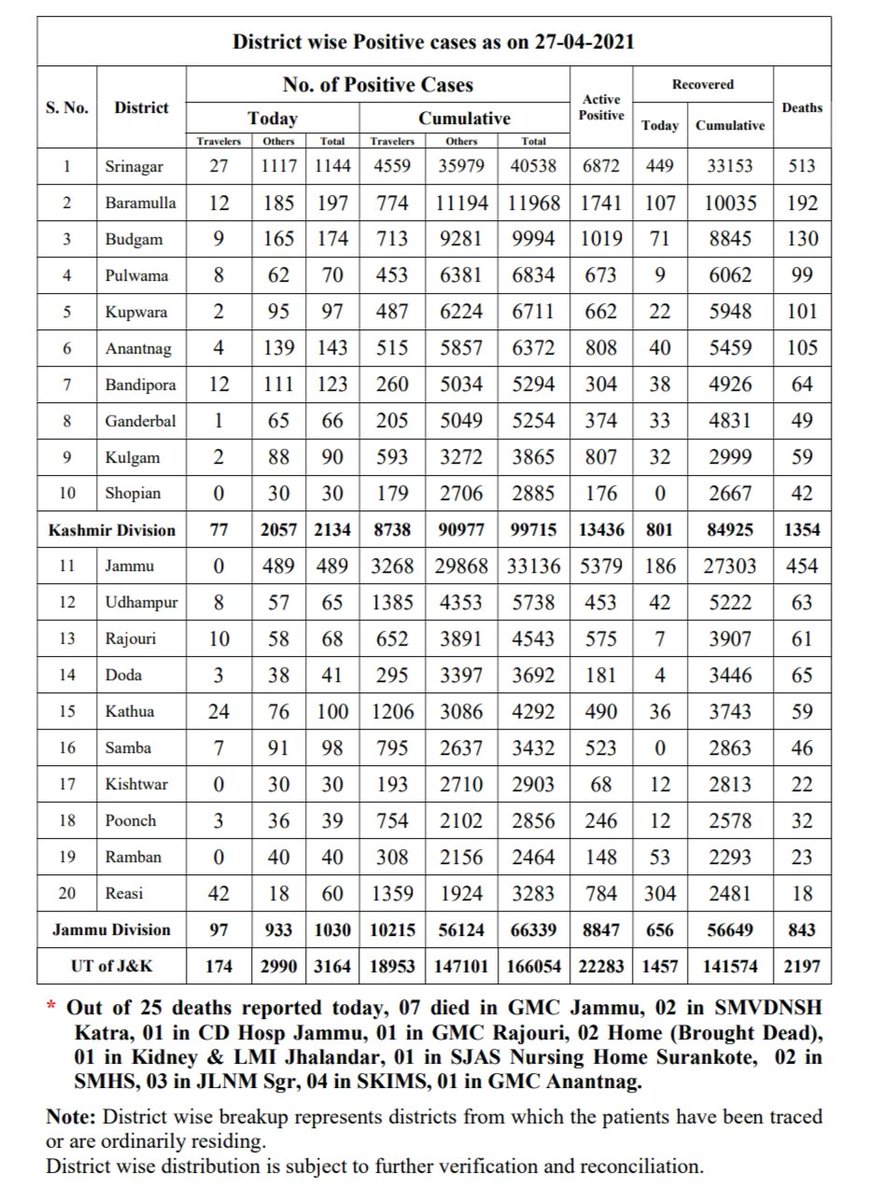 District wise Positive cases as on 27-04-2021
S. No. District No. of Positive Cases Active Positive Recovered Deaths
Today Cumulative Today Cumulative
Travelers Others Total Travelers Others Total
1 Srinagar 27 1117 1144 4559 35979 40538 6872 449 33153 513
2 Baramulla 12 185 197 774 11194 11968 1741 107 10035 192
3 Budgam 9 165 174 713 9281 9994 1019 71 8845 130
4 Pulwama 8 62 70 453 6381 6834 673 9 6062 99
5 Kupwara 2 95 97 487 6224 6711 662 22 5948 101
6 Anantnag 4 139 143 515 5857 6372 808 40 5459 105
7 Bandipora 12 111 123 260 5034 5294 304 38 4926 64
8 Ganderbal 1 65 66 205 5049 5254 374 33 4831 49
9 Kulgam 2 88 90 593 3272 3865 807 32 2999 59
10 Shopian 0 30 30 179 2706 2885 176 0 2667 42
Kashmir Division 77 2057 2134 8738 90977 99715 13436 801 84925 1354
11 Jammu 0 489 489 3268 29868 33136 5379 186 27303 454
12 Udhampur 8 57 65 1385 4353 5738 453 42 5222 63
13 Rajouri 10 58 68 652 3891 4543 575 7 3907 61
14 Doda 3 38 41 295 3397 3692 181 4 3446 65
15 Kathua 24 76 100 1206 3086 4292 490 36 3743 59
16 Samba 7 91 98 795 2637 3432 523 0 2863 46
17 Kishtwar 0 30 30 193 2710 2903 68 12 2813 22
18 Poonch 3 36 39 754 2102 2856 246 12 2578 32
19 Ramban 0 40 40 308 2156 2464 148 53 2293 23
20 Reasi 42 18 60 1359 1924 3283 784 304 2481 18
Jammu Division 97 933 1030 10215 56124 66339 8847 656 56649 843
UT of J&K 174 2990 3164 18953 147101 166054 22283 1457 141574 2197
* Out of 25 deaths reported today, 07 died in GMC Jammu, 02 in SMVDNSH
Katra, 01 in CD Hosp Jammu, 01 in GMC Rajouri, 02 Home (Brought Dead),
01 in Kidney & LMI Jhalandar, 01 in SJAS Nursing Home Surankote, 02 in
SMHS, 03 in JLNM Sgr, 04 in SKIMS, 01 in GMC Anantnag.
Note: District wise breakup represents districts from which the patients have been traced
or are ordinarily residing.
District wise distribution is subject to further verification and reconciliation.